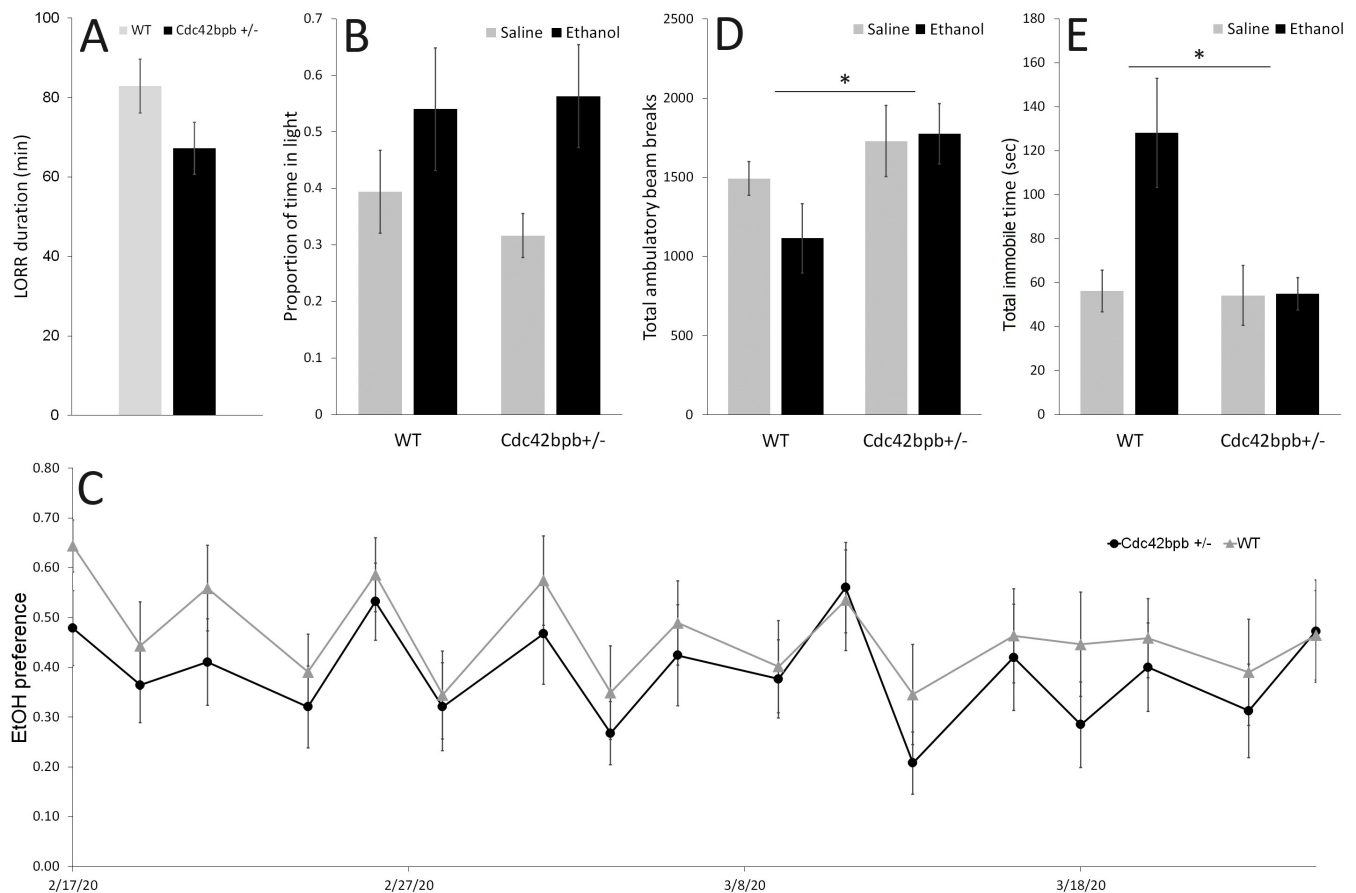 A
WT Cdc42bpb +/-
LORR duration (min)
100
80
60
40
20
0
B
Saline Ethanol
Proportion of time in light
0.7
0.6
0.5
0.4
0.3
0.2
0.1
0
WT Cdc42bpb+/-
D
Saline Ethanol
Total ambulatory beam breaks
2500
2000
1500
1000
500
0
*
WT Cdc42bpb+/-
E
Saline Ethanol
Total immobile time (sec)
180
160
140
120
100
80
60
40
20
0
*
WT Cdc42bpb+/-
C
Cdc42bpb +/- WT
EtOH preference
0.80
0.70
0.60
0.50
0.40
0.30
0.20
0.10
0.00
2/17/20 2/27/20 3/8/20 3/18/20